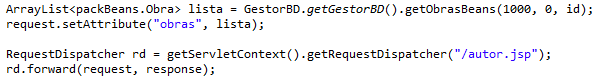 ArrayList<packBeans.Obra> lista = GestorBD.getGestorBD().getObrasBeans(1000, 0, id);
request.setAttribute("obras", lista);
RequestDispatcher rd = getServletContext().getRequestDispatcher("/autor.jsp");
rd.forward(request, response);